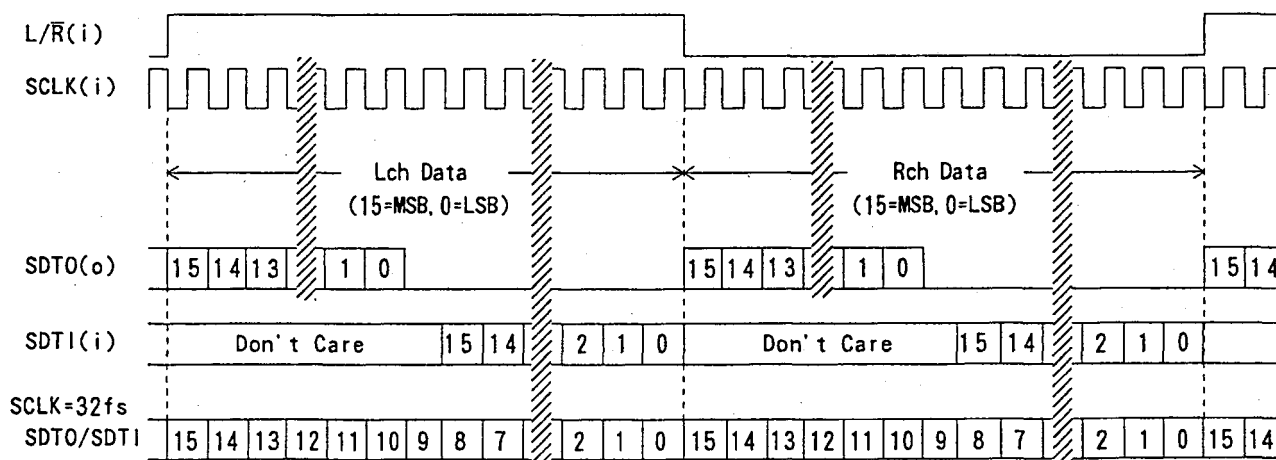 L/R̅(i)
SCLK(i)
Lch Data Rch Data
(15=MSB, 0=LSB) (15=MSB, 0=LSB)
SDTO(o) 15 14 13 1 0 15 14 13 1 0 15 14
SDTI(i) Don't Care 15 14 2 1 0 Don't Care 15 14 2 1 0
SCLK=32fs
SDTO/SDTI 15 14 13 12 11 10 9 8 7 2 1 0 15 14 13 12 11 10 9 8 7 2 1 0 15 14